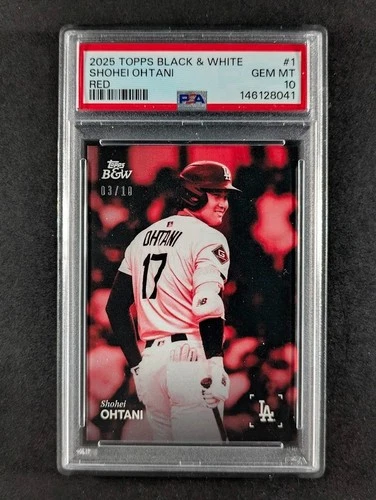 2025 TOPPS BLACK & WHITE #1
SHOHEI OHTANI GEM MT
RED 10
PSA 146128041
Topps
B&W
03/10
LA
OHTANI
17
Shohei
OHTANI
LA